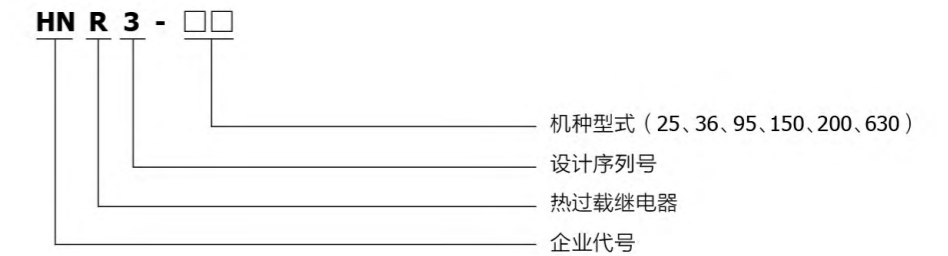 HN R 3 - □□
机种型式（25、36、95、150、200、630）
设计序列号
热过载继电器
企业代号